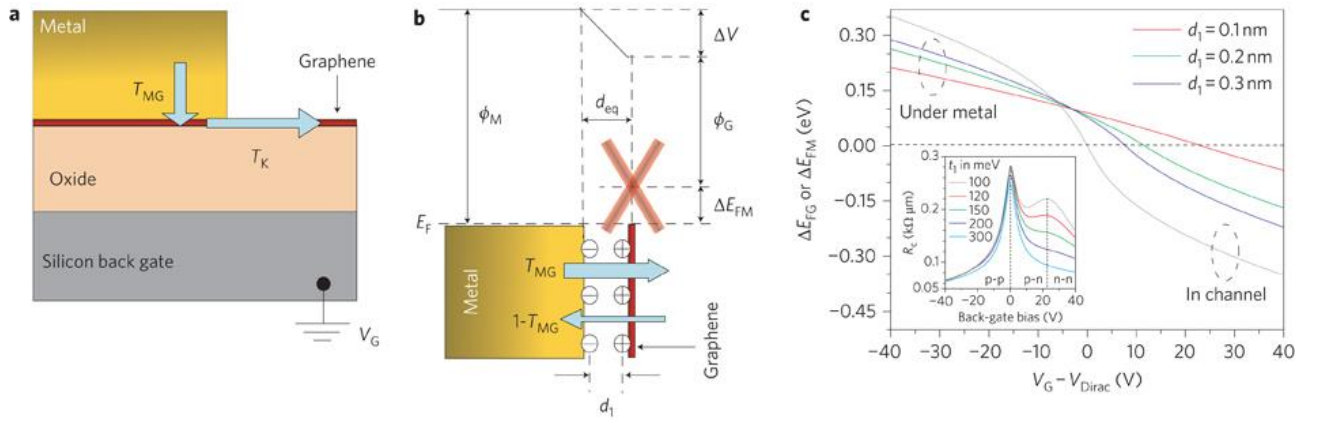 a
Metal
Graphene
T_MG
T_K
Oxide
Silicon back gate
V_G
b
ΔV
d_eq
ϕ_M
ϕ_G
ΔE_FM
E_F
Metal
T_MG
1-T_MG
Graphene
d_1
c
ΔE_FG or ΔE_FM (eV)
0.30
0.15
0.00
−0.15
−0.30
−0.45
d_1 = 0.1 nm
d_1 = 0.2 nm
d_1 = 0.3 nm
Under metal
In channel
−40 −30 −20 −10 0 10 20 30 40
V_G − V_Dirac (V)
R_c (kΩ μm)
0.3
0.2
0.1
0.05
t_1 in meV
100
120
150
200
300
p-p p-n n-n
−40 −20 0 20 40
Back-gate bias (V)